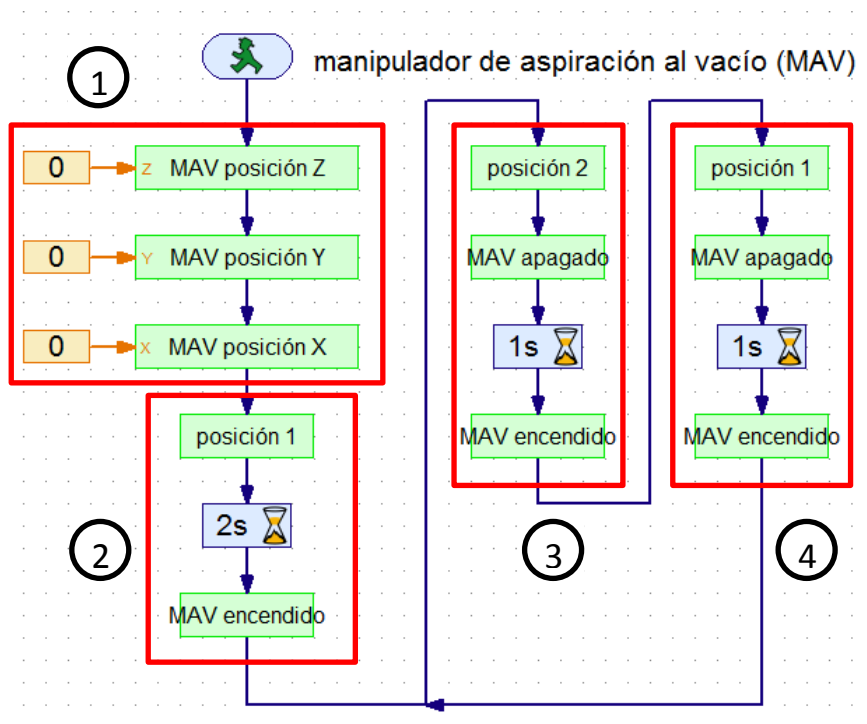 manipulador de aspiración al vacío (MAV)
1
0
Z MAV posición Z
0
Y MAV posición Y
0
X MAV posición X
2
posición 1
2s
MAV encendido
3
posición 2
MAV apagado
1s
MAV encendido
4
posición 1
MAV apagado
1s
MAV encendido